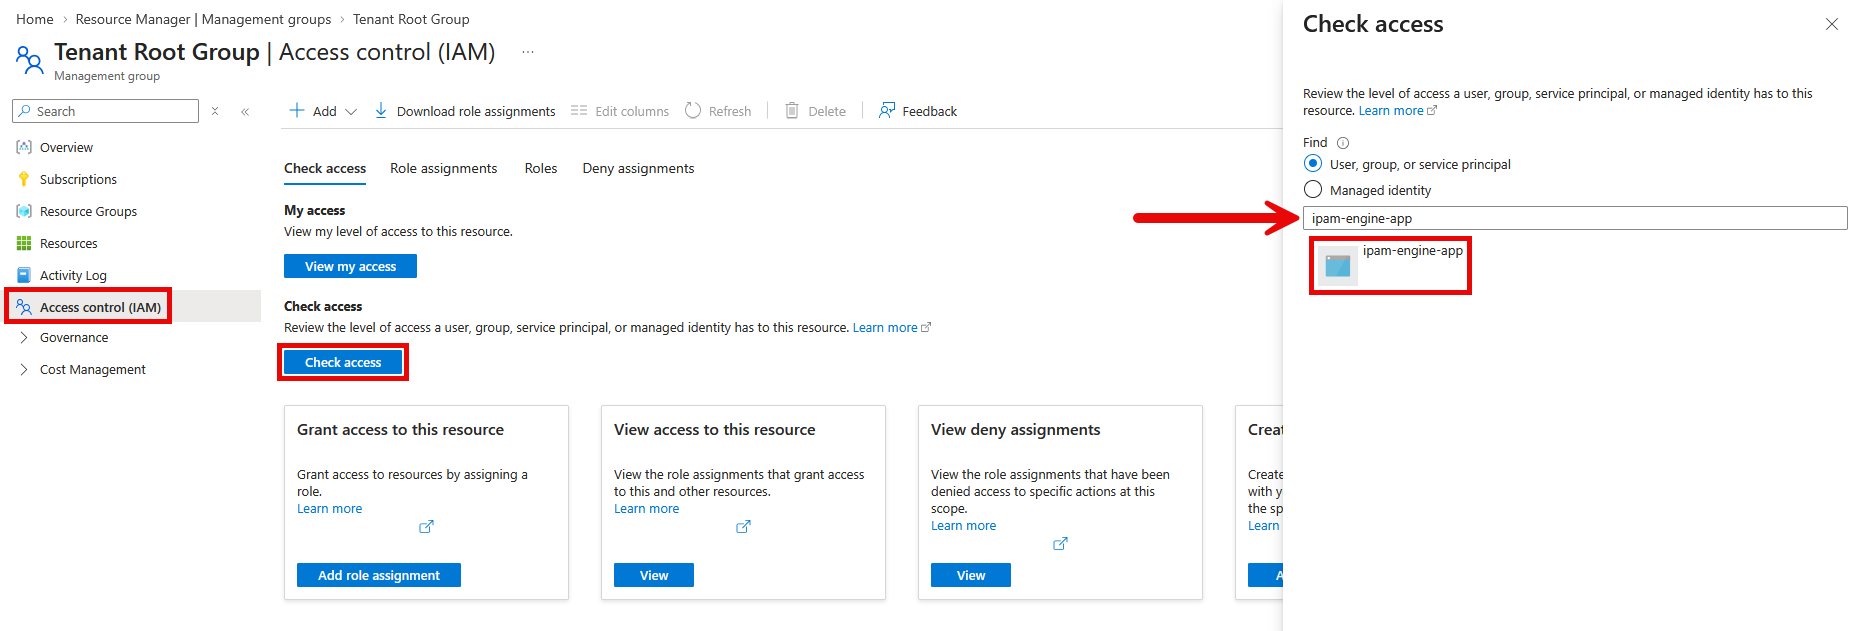 Home > Resource Manager | Management groups > Tenant Root Group
Tenant Root Group | Access control (IAM) ...
Management group
Search
Overview
Subscriptions
Resource Groups
Resources
Activity Log
Access control (IAM)
Governance
Cost Management
Add
Download role assignments
Edit columns
Refresh
Delete
Feedback
Check access
Role assignments
Roles
Deny assignments
My access
View my level of access to this resource.
View my access
Check access
Review the level of access a user, group, service principal, or managed identity has to this resource. Learn more
Check access
Grant access to this resource
Grant access to resources by assigning a
role.
Learn more
Add role assignment
View access to this resource
View the role assignments that grant access
to this and other resources.
Learn more
View
View deny assignments
View the role assignments that have been
denied access to specific actions at this
scope.
Learn more
View
Create
with
the
Learn
Check access
Review the level of access a user, group, service principal, or managed identity has to this
resource. Learn more
Find
User, group, or service principal
Managed identity
ipam-engine-app
ipam-engine-app